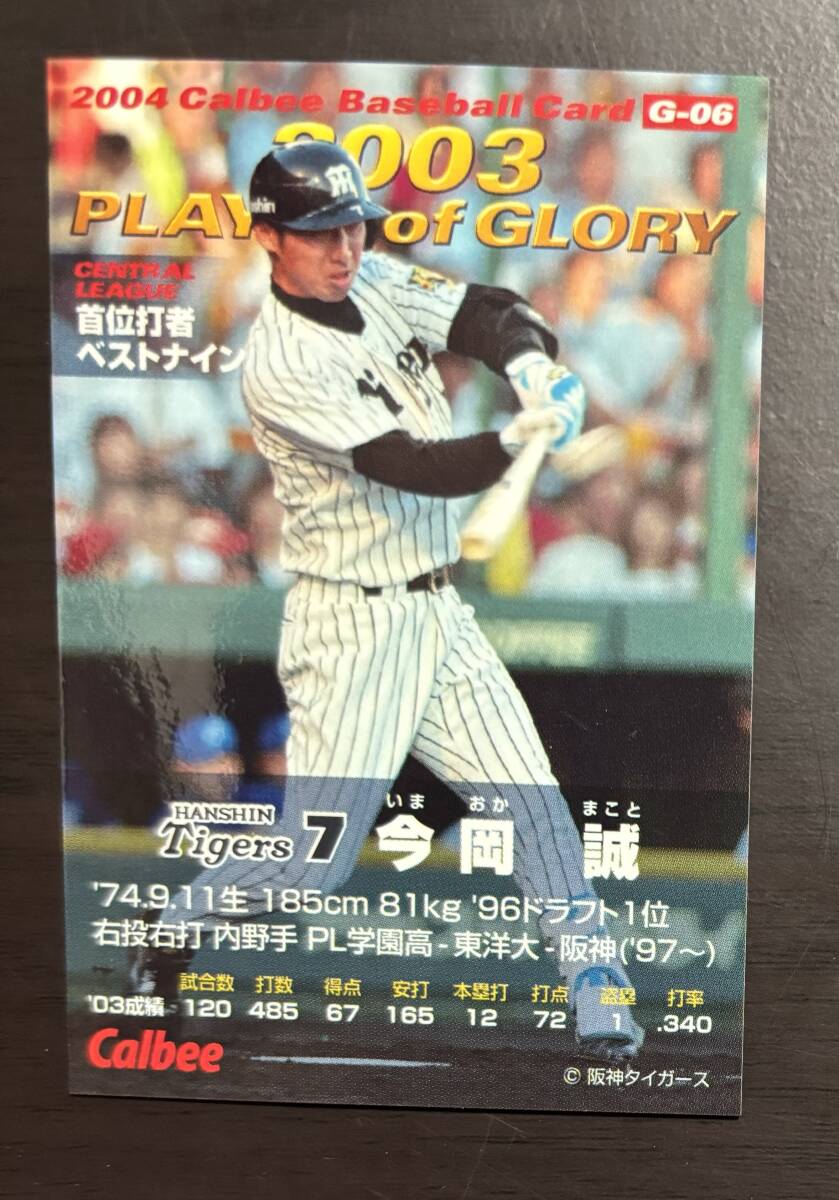 2004 Calbee Baseball Card G-06
2003
PLAY of GLORY
CENTRAL
LEAGUE
首位打者
ベストナイン
HANSHIN
Tigers 7
いま おか まこと
今岡 誠
'74.9.11生 185cm 81kg '96ドラフト1位
右投右打 内野手 PL学園高-東洋大-阪神('97〜)
試合数 打数 得点 安打 本塁打 打点 盗塁 打率
'03成績 120 485 67 165 12 72 1 .340
Calbee
© 阪神タイガース